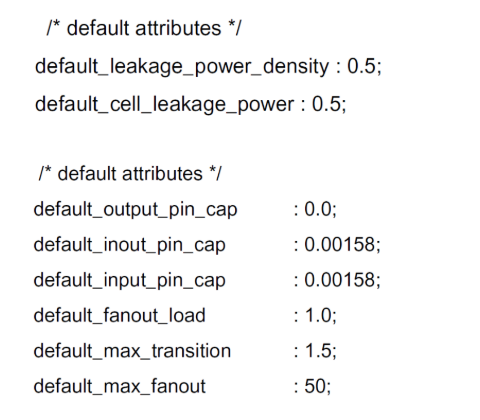 /* default attributes */
default_leakage_power_density : 0.5;
default_cell_leakage_power : 0.5;
/* default attributes */
default_output_pin_cap : 0.0;
default_inout_pin_cap : 0.00158;
default_input_pin_cap : 0.00158;
default_fanout_load : 1.0;
default_max_transition : 1.5;
default_max_fanout : 50;